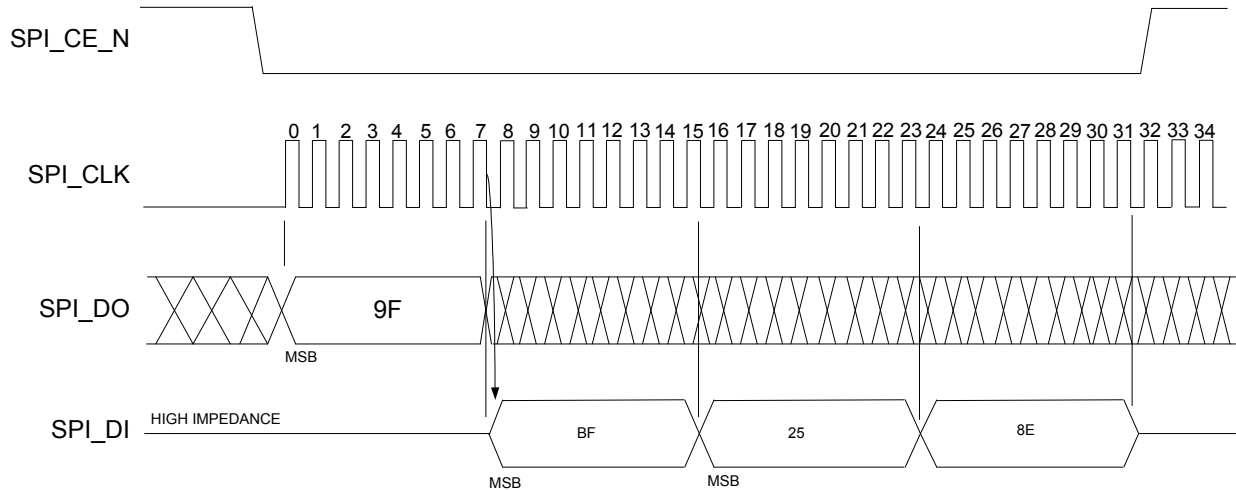 SPI_CE_N
0 1 2 3 4 5 6 7 8 9 10 11 12 13 14 15 16 17 18 19 20 21 22 23 24 25 26 27 28 29 30 31 32 33 34
SPI_CLK
SPI_DO
9F
MSB
HIGH IMPEDANCE
SPI_DI
BF 25 8E
MSB MSB